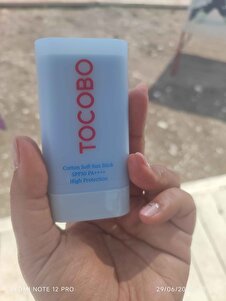 TOCOBO
Cotton Soft Sun Stick
SPF50 PA++++
High Protection
REDMI NOTE 12 PRO